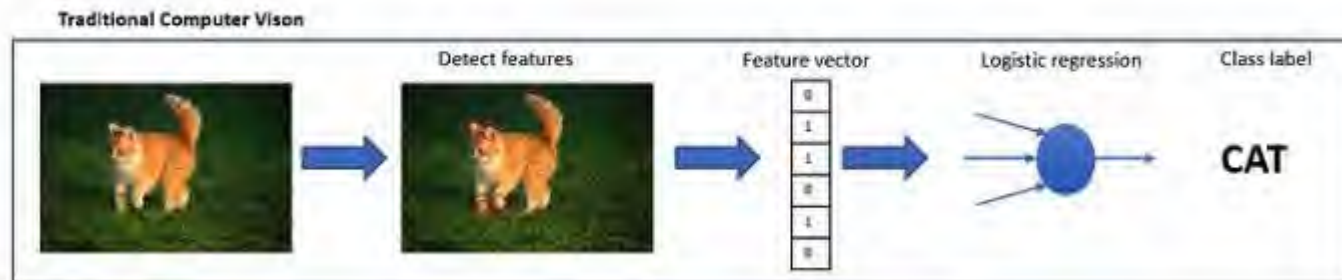 Traditional Computer Vison
Detect features
Feature vector
Logistic regression
Class label
0
1
1
0
1
0
CAT